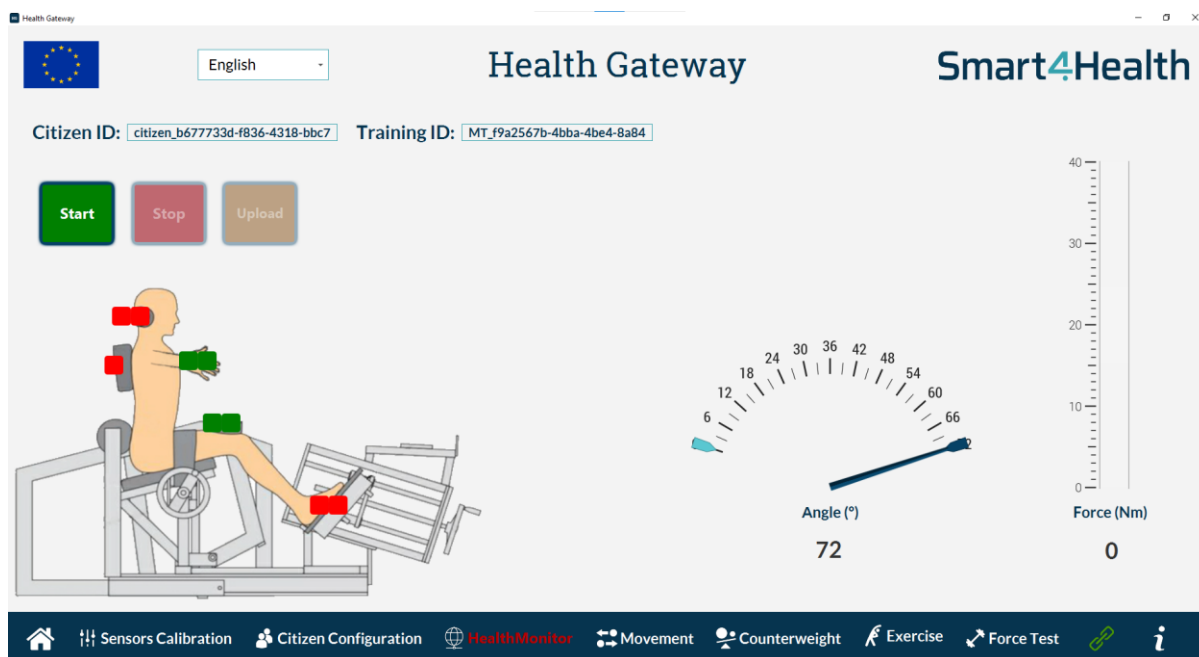 Health Gateway
English
Health Gateway
Smart4Health
Citizen ID: citizen_b677733d-f836-4318-bbc7 Training ID: MT_f9a2567b-4bba-4be4-8a84
Start Stop Upload
40
30
20
10
0
6 12 18 24 30 36 42 48 54 60 66
Angle (°)
72
Force (Nm)
0
Sensors Calibration Citizen Configuration HealthMonitor Movement Counterweight Exercise Force Test i